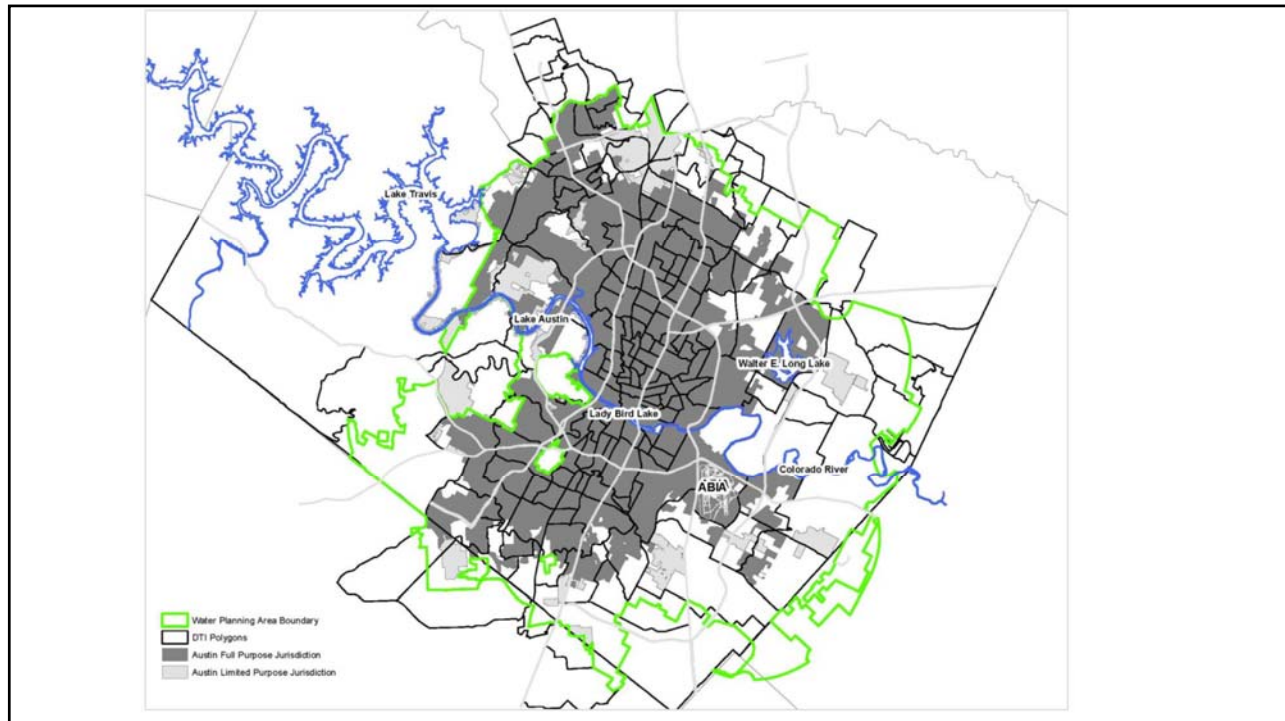 Lake Travis
Lake Austin
Walter E. Long Lake
Lady Bird Lake
Colorado River
ABIA
Water Planning Area Boundary
DTI Polygons
Austin Full Purpose Jurisdiction
Austin Limited Purpose Jurisdiction